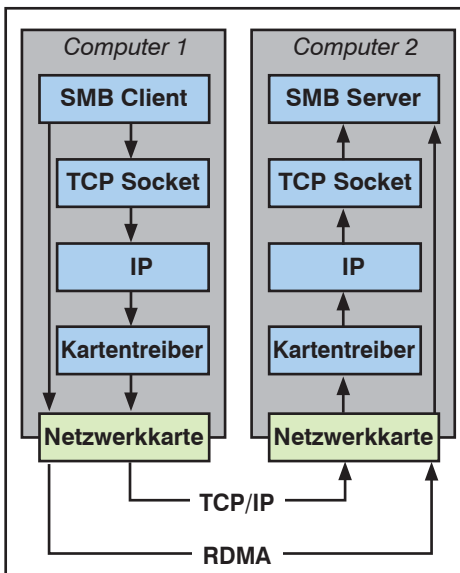 Computer 1
SMB Client
TCP Socket
IP
Kartentreiber
Netzwerkkarte
Computer 2
SMB Server
TCP Socket
IP
Kartentreiber
Netzwerkkarte
TCP/IP
RDMA